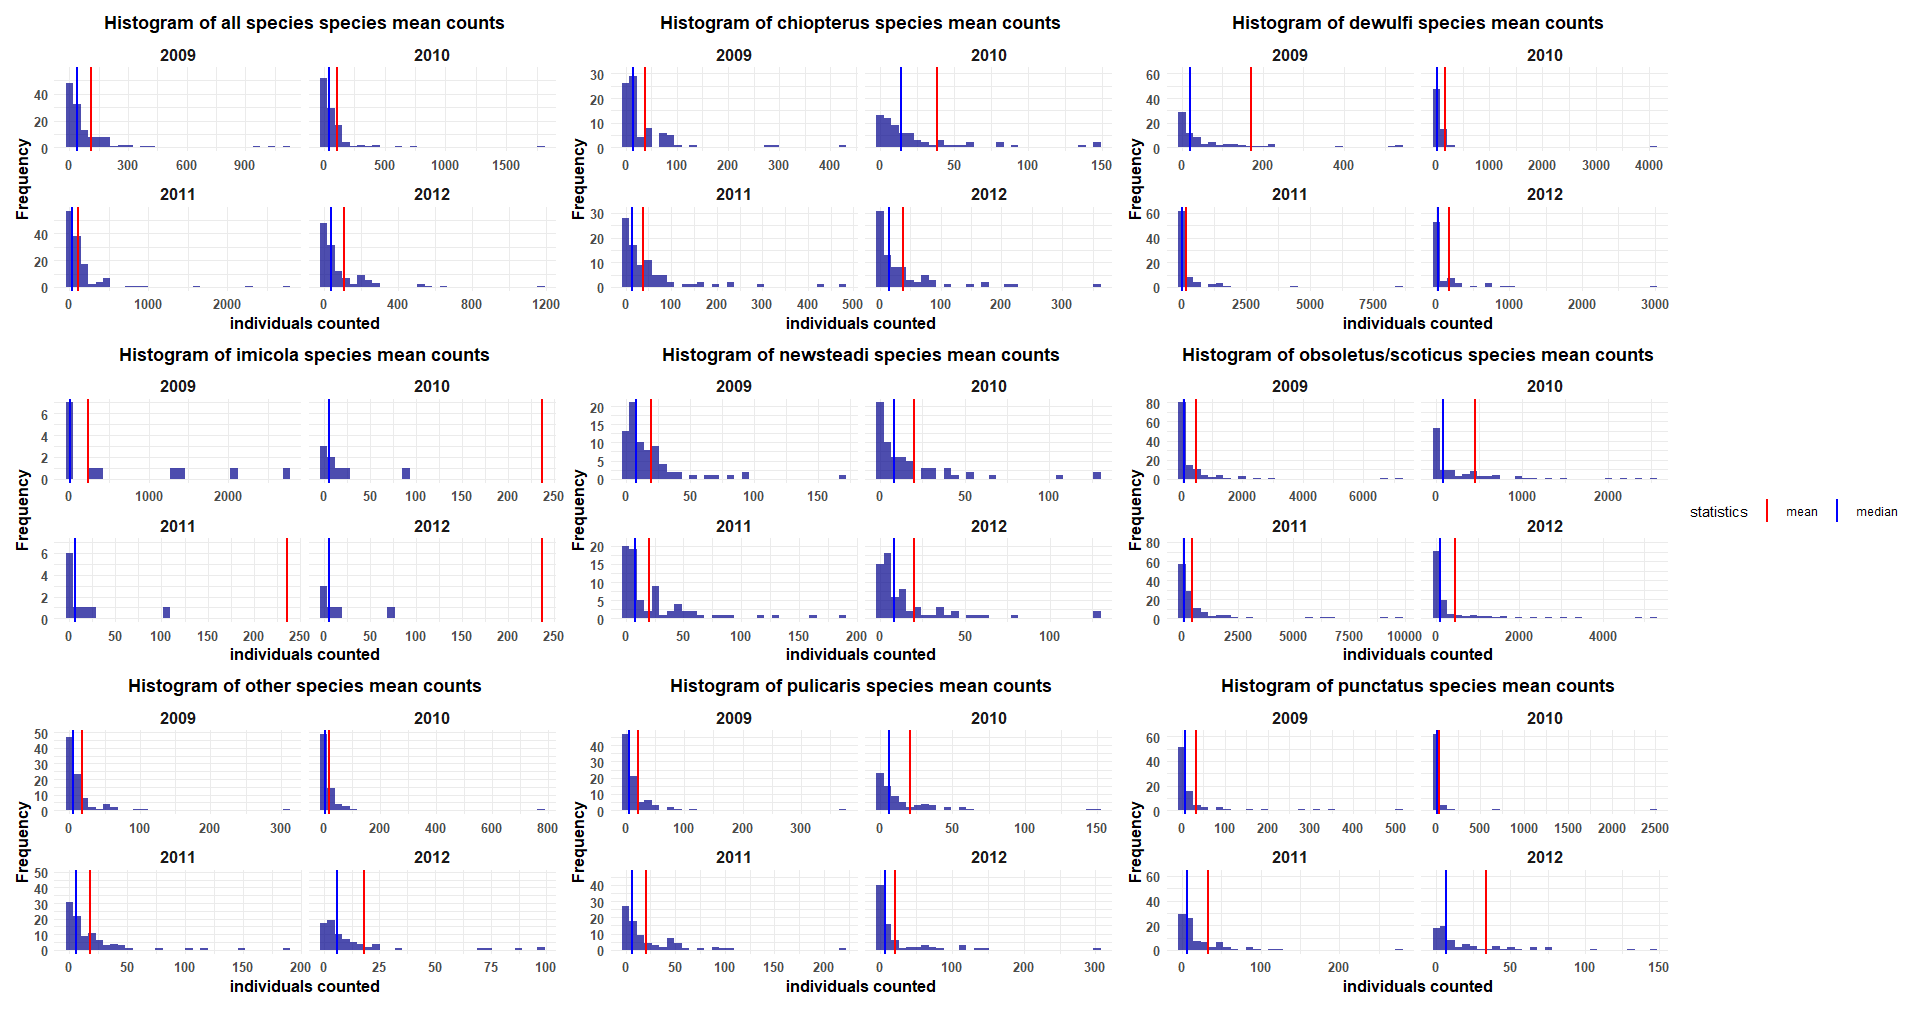 Histogram of all species species mean counts
2009 2010
Frequency
40
20
0
0 300 600 900
0 500 1000 1500
2011 2012
40
20
0
0 1000 2000
0 400 800 1200
individuals counted
Histogram of chiopterus species mean counts
2009 2010
Frequency
30
20
10
0
0 100 200 300 400
0 50 100 150
2011 2012
30
20
10
0
0 100 200 300 400 500
0 100 200 300
individuals counted
Histogram of dewulfi species mean counts
2009 2010
Frequency
60
40
20
0
0 200 400
0 1000 2000 3000 4000
2011 2012
60
40
20
0
0 2500 5000 7500
0 1000 2000 3000
individuals counted
Histogram of imicola species mean counts
2009 2010
Frequency
6
4
2
0
0 1000 2000
0 50 100 150 200 250
2011 2012
6
4
2
0
0 50 100 150 200 250
0 50 100 150 200 250
individuals counted
Histogram of newsteadi species mean counts
2009 2010
Frequency
20
15
10
5
0
0 50 100 150
0 50 100
2011 2012
20
15
10
5
0
0 50 100 150 200
0 50 100
individuals counted
Histogram of obsoletus/scoticus species mean counts
2009 2010
Frequency
80
60
40
20
0
0 2000 4000 6000
0 1000 2000
2011 2012
80
60
40
20
0
0 2500 5000 7500 10000
0 2000 4000
individuals counted
statistics mean median
Histogram of other species mean counts
2009 2010
Frequency
50
40
30
20
10
0
0 100 200 300
0 200 400 600 800
2011 2012
50
40
30
20
10
0
0 50 100 150 200
0 25 50 75 100
individuals counted
Histogram of pulicaris species mean counts
2009 2010
Frequency
40
30
20
10
0
0 100 200 300
0 50 100 150
2011 2012
40
30
20
10
0
0 50 100 150 200
0 100 200 300
individuals counted
Histogram of punctatus species mean counts
2009 2010
Frequency
60
40
20
0
0 100 200 300 400 500
0 500 1000 1500 2000 2500
2011 2012
60
40
20
0
0 100 200
0 50 100 150
individuals counted